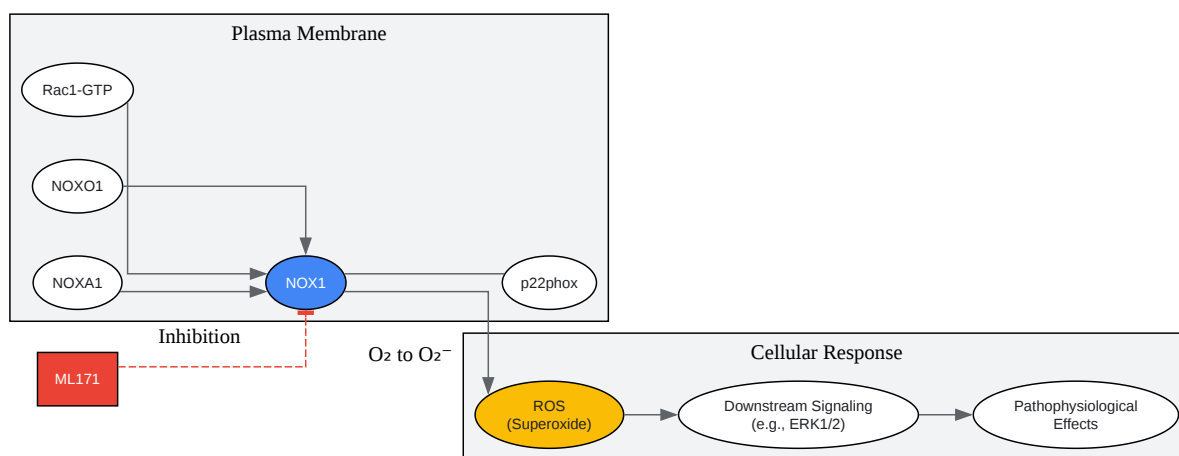 Plasma Membrane
Rac1-GTP
NOXO1
NOXA1
NOX1
p22phox
Inhibition
ML171
O₂ to O₂⁻
Cellular Response
ROS
(Superoxide)
Downstream Signaling
(e.g., ERK1/2)
Pathophysiological
Effects